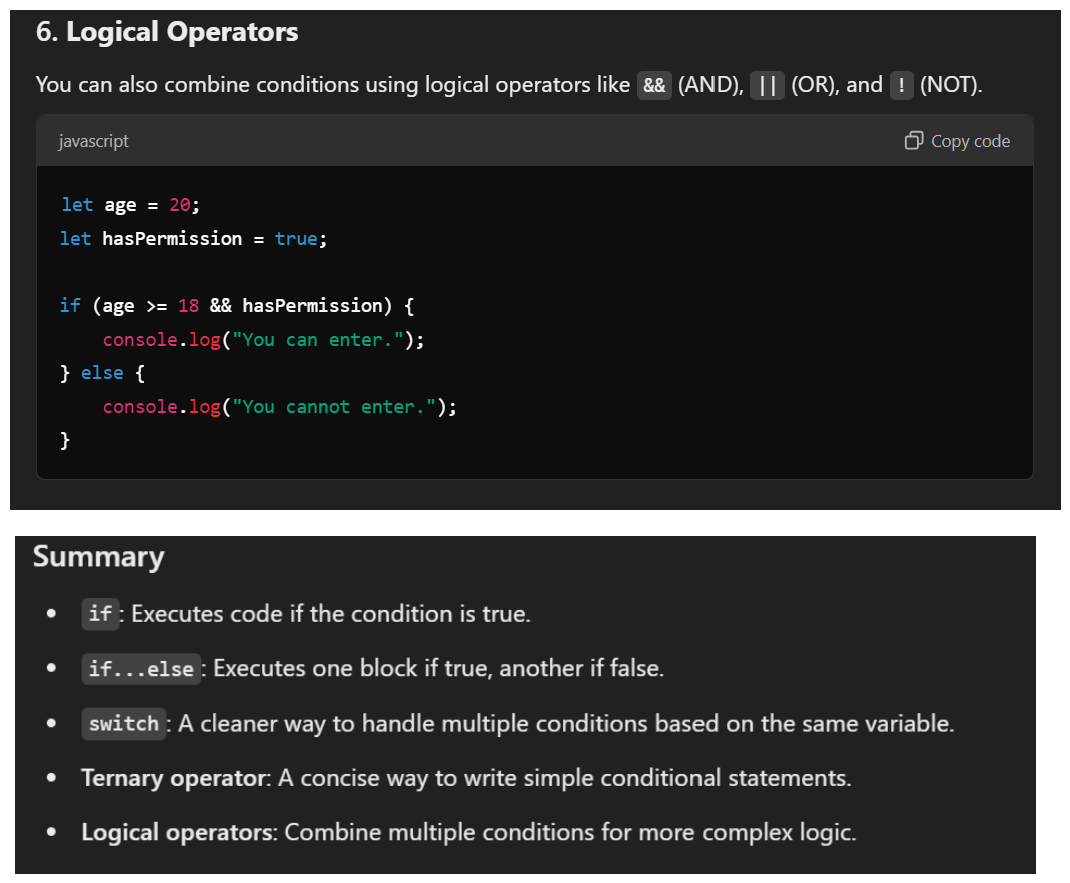 6. Logical Operators
You can also combine conditions using logical operators like && (AND), || (OR), and ! (NOT).
javascript Copy code
let age = 20;
let hasPermission = true;
if (age >= 18 && hasPermission) {
    console.log("You can enter.");
} else {
    console.log("You cannot enter.");
}
Summary
• if: Executes code if the condition is true.
• if...else: Executes one block if true, another if false.
• switch: A cleaner way to handle multiple conditions based on the same variable.
• Ternary operator: A concise way to write simple conditional statements.
• Logical operators: Combine multiple conditions for more complex logic.